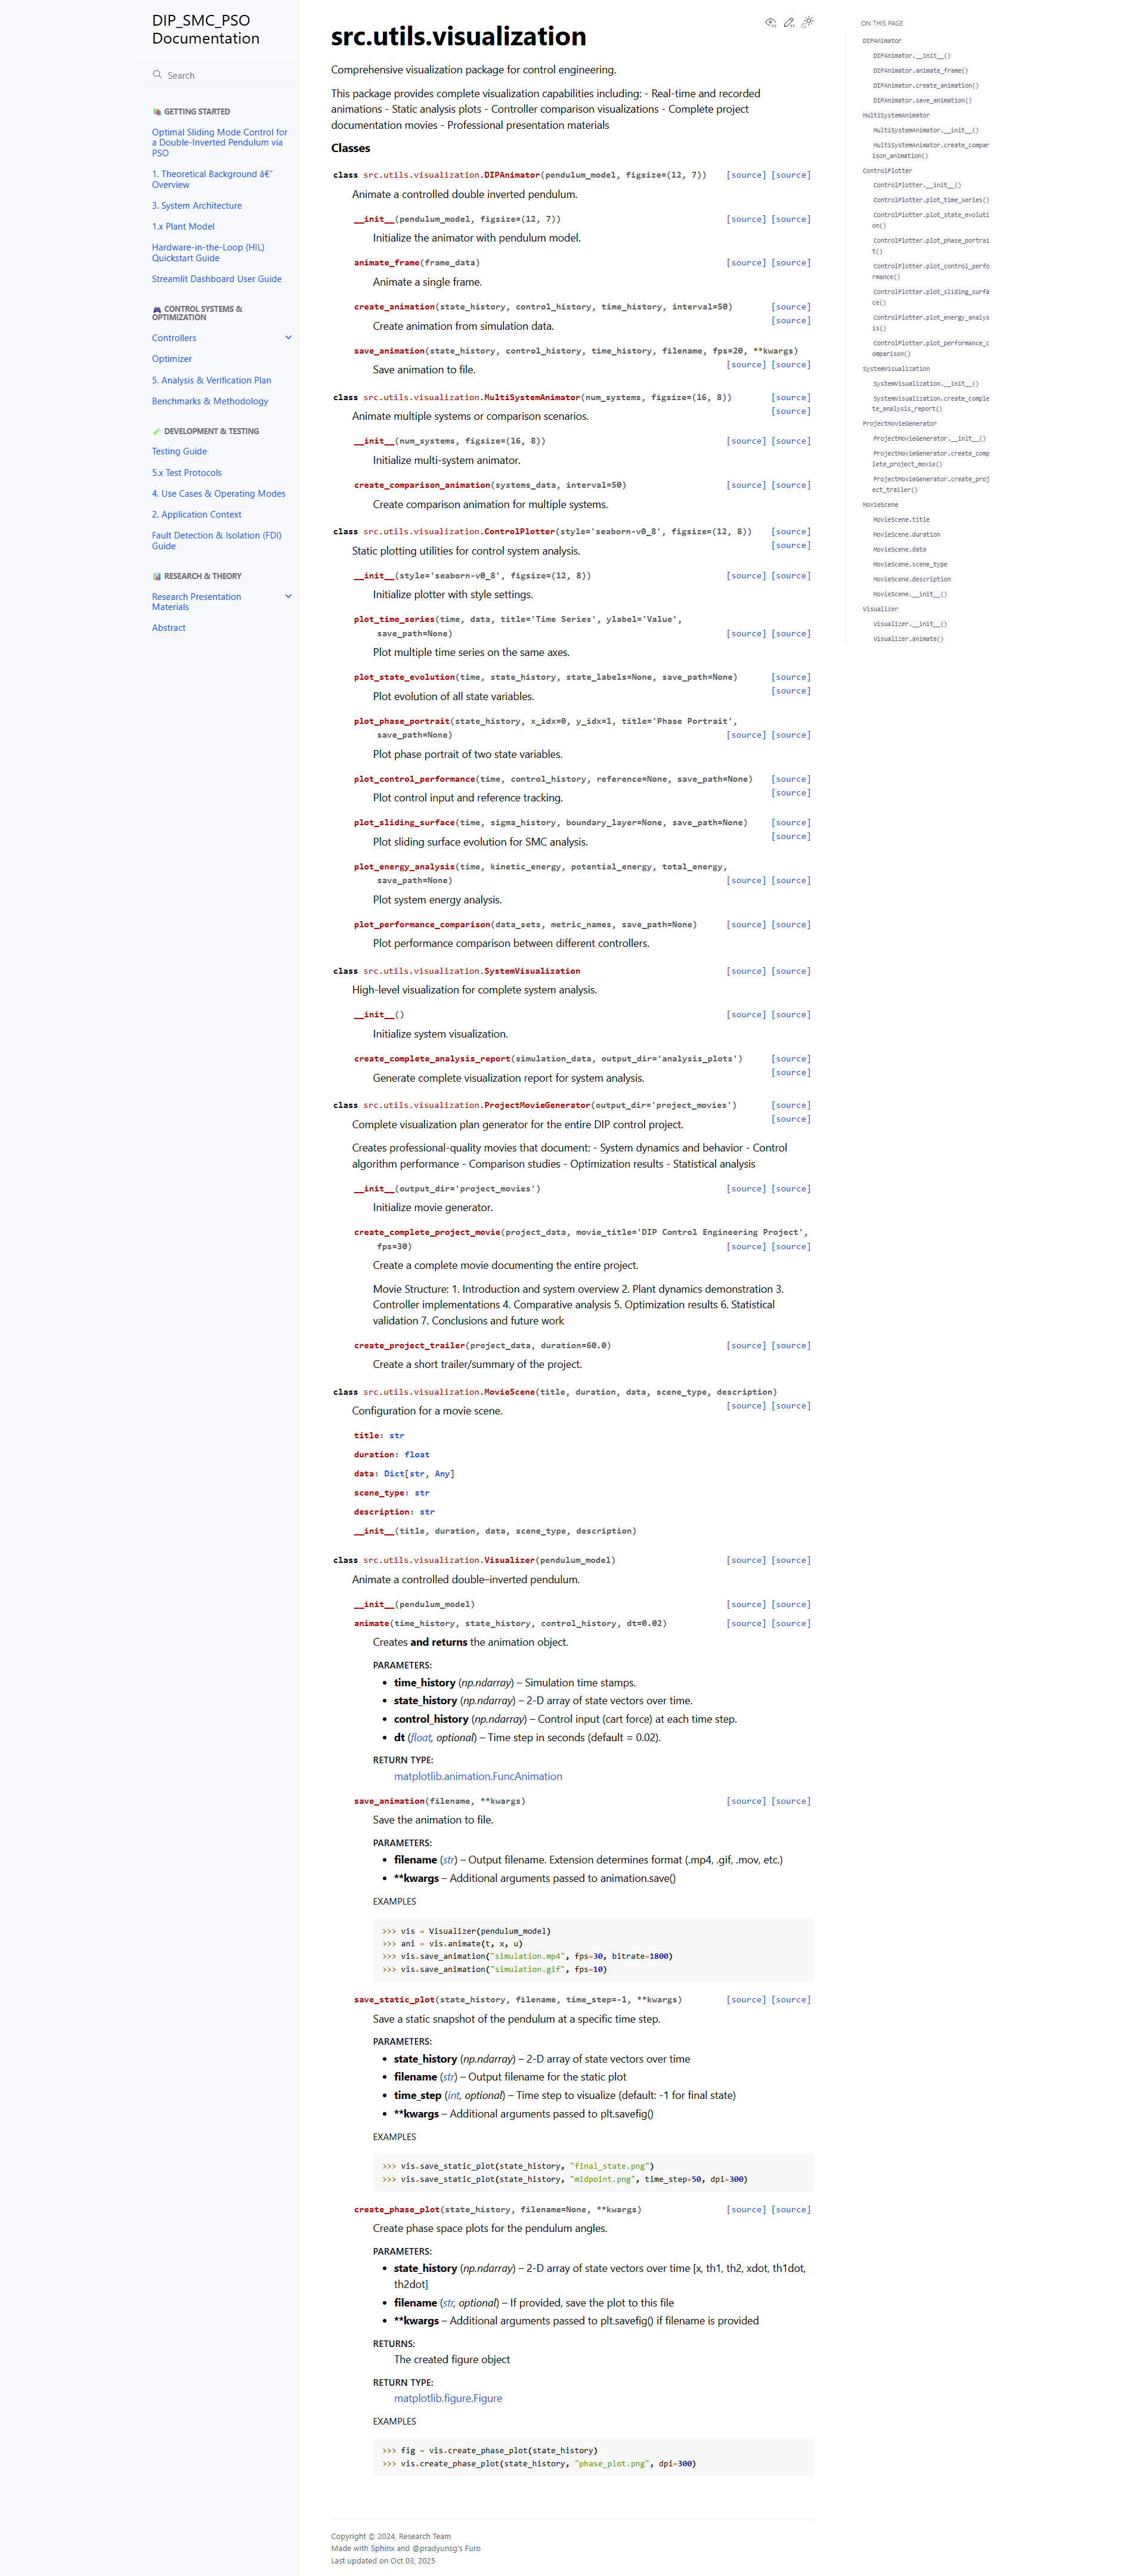 DIP_SMC_PSO
Documentation
Search
GETTING STARTED
Optimal Sliding Mode Control for
a Double-Inverted Pendulum via
PSO
1. Theoretical Background â€”
Overview
3. System Architecture
1.x Plant Model
Hardware-in-the-Loop (HIL)
Quickstart Guide
Streamlit Dashboard User Guide
CONTROL SYSTEMS &
OPTIMIZATION
Controllers
Optimizer
5. Analysis & Verification Plan
Benchmarks & Methodology
DEVELOPMENT & TESTING
Testing Guide
5.x Test Protocols
4. Use Cases & Operating Modes
2. Application Context
Fault Detection & Isolation (FDI)
Guide
RESEARCH & THEORY
Research Presentation
Materials
Abstract
src.utils.visualization
Comprehensive visualization package for control engineering.
This package provides complete visualization capabilities including: - Real-time and recorded
animations - Static analysis plots - Controller comparison visualizations - Complete project
documentation movies - Professional presentation materials
Classes
class src.utils.visualization.DIPAnimator(pendulum_model, figsize=(12, 7)) [source] [source]
Animate a controlled double inverted pendulum.
__init__(pendulum_model, figsize=(12, 7)) [source] [source]
Initialize the animator with pendulum model.
animate_frame(frame_data) [source] [source]
Animate a single frame.
create_animation(state_history, control_history, time_history, interval=50) [source]
[source]
Create animation from simulation data.
save_animation(state_history, control_history, time_history, filename, fps=20, **kwargs)
[source] [source]
Save animation to file.
class src.utils.visualization.MultiSystemAnimator(num_systems, figsize=(16, 8)) [source]
[source]
Animate multiple systems or comparison scenarios.
__init__(num_systems, figsize=(16, 8)) [source] [source]
Initialize multi-system animator.
create_comparison_animation(systems_data, interval=50) [source] [source]
Create comparison animation for multiple systems.
class src.utils.visualization.ControlPlotter(style='seaborn-v0_8', figsize=(12, 8)) [source]
[source]
Static plotting utilities for control system analysis.
__init__(style='seaborn-v0_8', figsize=(12, 8)) [source] [source]
Initialize plotter with style settings.
plot_time_series(time, data, title='Time Series', ylabel='Value',
save_path=None) [source] [source]
Plot multiple time series on the same axes.
plot_state_evolution(time, state_history, state_labels=None, save_path=None) [source]
[source]
Plot evolution of all state variables.
plot_phase_portrait(state_history, x_idx=0, y_idx=1, title='Phase Portrait',
save_path=None) [source] [source]
Plot phase portrait of two state variables.
plot_control_performance(time, control_history, reference=None, save_path=None) [source]
[source]
Plot control input and reference tracking.
plot_sliding_surface(time, sigma_history, boundary_layer=None, save_path=None) [source]
[source]
Plot sliding surface evolution for SMC analysis.
plot_energy_analysis(time, kinetic_energy, potential_energy, total_energy,
save_path=None) [source] [source]
Plot system energy analysis.
plot_performance_comparison(data_sets, metric_names, save_path=None) [source] [source]
Plot performance comparison between different controllers.
class src.utils.visualization.SystemVisualization [source] [source]
High-level visualization for complete system analysis.
__init__() [source] [source]
Initialize system visualization.
create_complete_analysis_report(simulation_data, output_dir='analysis_plots') [source]
[source]
Generate complete visualization report for system analysis.
class src.utils.visualization.ProjectMovieGenerator(output_dir='project_movies') [source]
[source]
Complete visualization plan generator for the entire DIP control project.
Creates professional-quality movies that document: - System dynamics and behavior - Control
algorithm performance - Comparison studies - Optimization results - Statistical analysis
__init__(output_dir='project_movies') [source] [source]
Initialize movie generator.
create_complete_project_movie(project_data, movie_title='DIP Control Engineering Project',
fps=30) [source] [source]
Create a complete movie documenting the entire project.
Movie Structure: 1. Introduction and system overview 2. Plant dynamics demonstration 3.
Controller implementations 4. Comparative analysis 5. Optimization results 6. Statistical
validation 7. Conclusions and future work
create_project_trailer(project_data, duration=60.0) [source] [source]
Create a short trailer/summary of the project.
class src.utils.visualization.MovieScene(title, duration, data, scene_type, description)
[source] [source]
Configuration for a movie scene.
title: str
duration: float
data: Dict[str, Any]
scene_type: str
description: str
__init__(title, duration, data, scene_type, description)
class src.utils.visualization.Visualizer(pendulum_model) [source] [source]
Animate a controlled double–inverted pendulum.
__init__(pendulum_model) [source] [source]
animate(time_history, state_history, control_history, dt=0.02) [source] [source]
Creates and returns the animation object.
PARAMETERS:
• time_history (np.ndarray) – Simulation time stamps.
• state_history (np.ndarray) – 2-D array of state vectors over time.
• control_history (np.ndarray) – Control input (cart force) at each time step.
• dt (float, optional) – Time step in seconds (default = 0.02).
RETURN TYPE:
matplotlib.animation.FuncAnimation
save_animation(filename, **kwargs) [source] [source]
Save the animation to file.
PARAMETERS:
• filename (str) – Output filename. Extension determines format (.mp4, .gif, .mov, etc.)
• **kwargs – Additional arguments passed to animation.save()
EXAMPLES
>>> vis = Visualizer(pendulum_model)
>>> ani = vis.animate(t, x, u)
>>> vis.save_animation("simulation.mp4", fps=30, bitrate=1800)
>>> vis.save_animation("simulation.gif", fps=10)
save_static_plot(state_history, filename, time_step=-1, **kwargs) [source] [source]
Save a static snapshot of the pendulum at a specific time step.
PARAMETERS:
• state_history (np.ndarray) – 2-D array of state vectors over time
• filename (str) – Output filename for the static plot
• time_step (int, optional) – Time step to visualize (default: -1 for final state)
• **kwargs – Additional arguments passed to plt.savefig()
EXAMPLES
>>> vis.save_static_plot(state_history, "final_state.png")
>>> vis.save_static_plot(state_history, "midpoint.png", time_step=50, dpi=300)
create_phase_plot(state_history, filename=None, **kwargs) [source] [source]
Create phase space plots for the pendulum angles.
PARAMETERS:
• state_history (np.ndarray) – 2-D array of state vectors over time [x, th1, th2, xdot, th1dot,
th2dot]
• filename (str, optional) – If provided, save the plot to this file
• **kwargs – Additional arguments passed to plt.savefig() if filename is provided
RETURNS:
The created figure object
RETURN TYPE:
matplotlib.figure.Figure
EXAMPLES
>>> fig = vis.create_phase_plot(state_history)
>>> vis.create_phase_plot(state_history, "phase_plot.png", dpi=300)
Copyright © 2024, Research Team
Made with Sphinx and @pradyunsg's Furo
Last updated on Oct 03, 2025
ON THIS PAGE
DIPAnimator
DIPAnimator.__init__()
DIPAnimator.animate_frame()
DIPAnimator.create_animation()
DIPAnimator.save_animation()
MultiSystemAnimator
MultiSystemAnimator.__init__()
MultiSystemAnimator.create_compar
ison_animation()
ControlPlotter
ControlPlotter.__init__()
ControlPlotter.plot_time_series()
ControlPlotter.plot_state_evoluti
on()
ControlPlotter.plot_phase_portrai
t()
ControlPlotter.plot_control_perfo
rmance()
ControlPlotter.plot_sliding_surfa
ce()
ControlPlotter.plot_energy_analys
is()
ControlPlotter.plot_performance_c
omparison()
SystemVisualization
SystemVisualization.__init__()
SystemVisualization.create_comple
te_analysis_report()
ProjectMovieGenerator
ProjectMovieGenerator.__init__()
ProjectMovieGenerator.create_comp
lete_project_movie()
ProjectMovieGenerator.create_proj
ect_trailer()
MovieScene
MovieScene.title
MovieScene.duration
MovieScene.data
MovieScene.scene_type
MovieScene.description
MovieScene.__init__()
Visualizer
Visualizer.__init__()
Visualizer.animate()